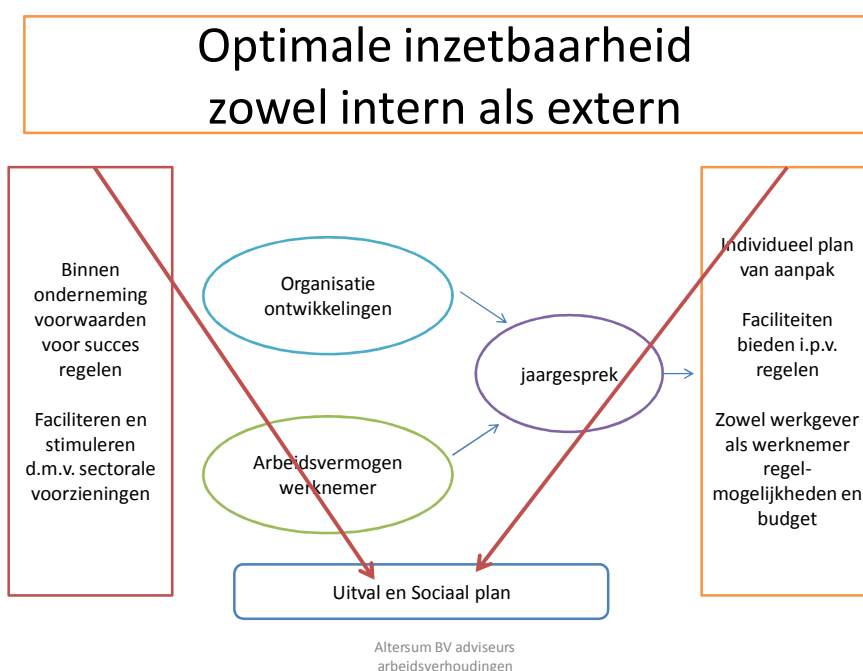 Optimale inzetbaarheid
zowel intern als extern
Binnen
onderneming
voorwaarden
voor succes
regelen
Faciliteren en
stimuleren
d.m.v. sectorale
voorzieningen
Organisatie
ontwikkelingen
Arbeidsvermogen
werknemer
jaargesprek
Individueel plan
van aanpak
Faciliteiten
bieden i.p.v.
regelen
Zowel werkgever
als werknemer
regel-
mogelijkheden en
budget
Uitval en Sociaal plan
Altersum BV adviseurs
arbeidsverhoudingen